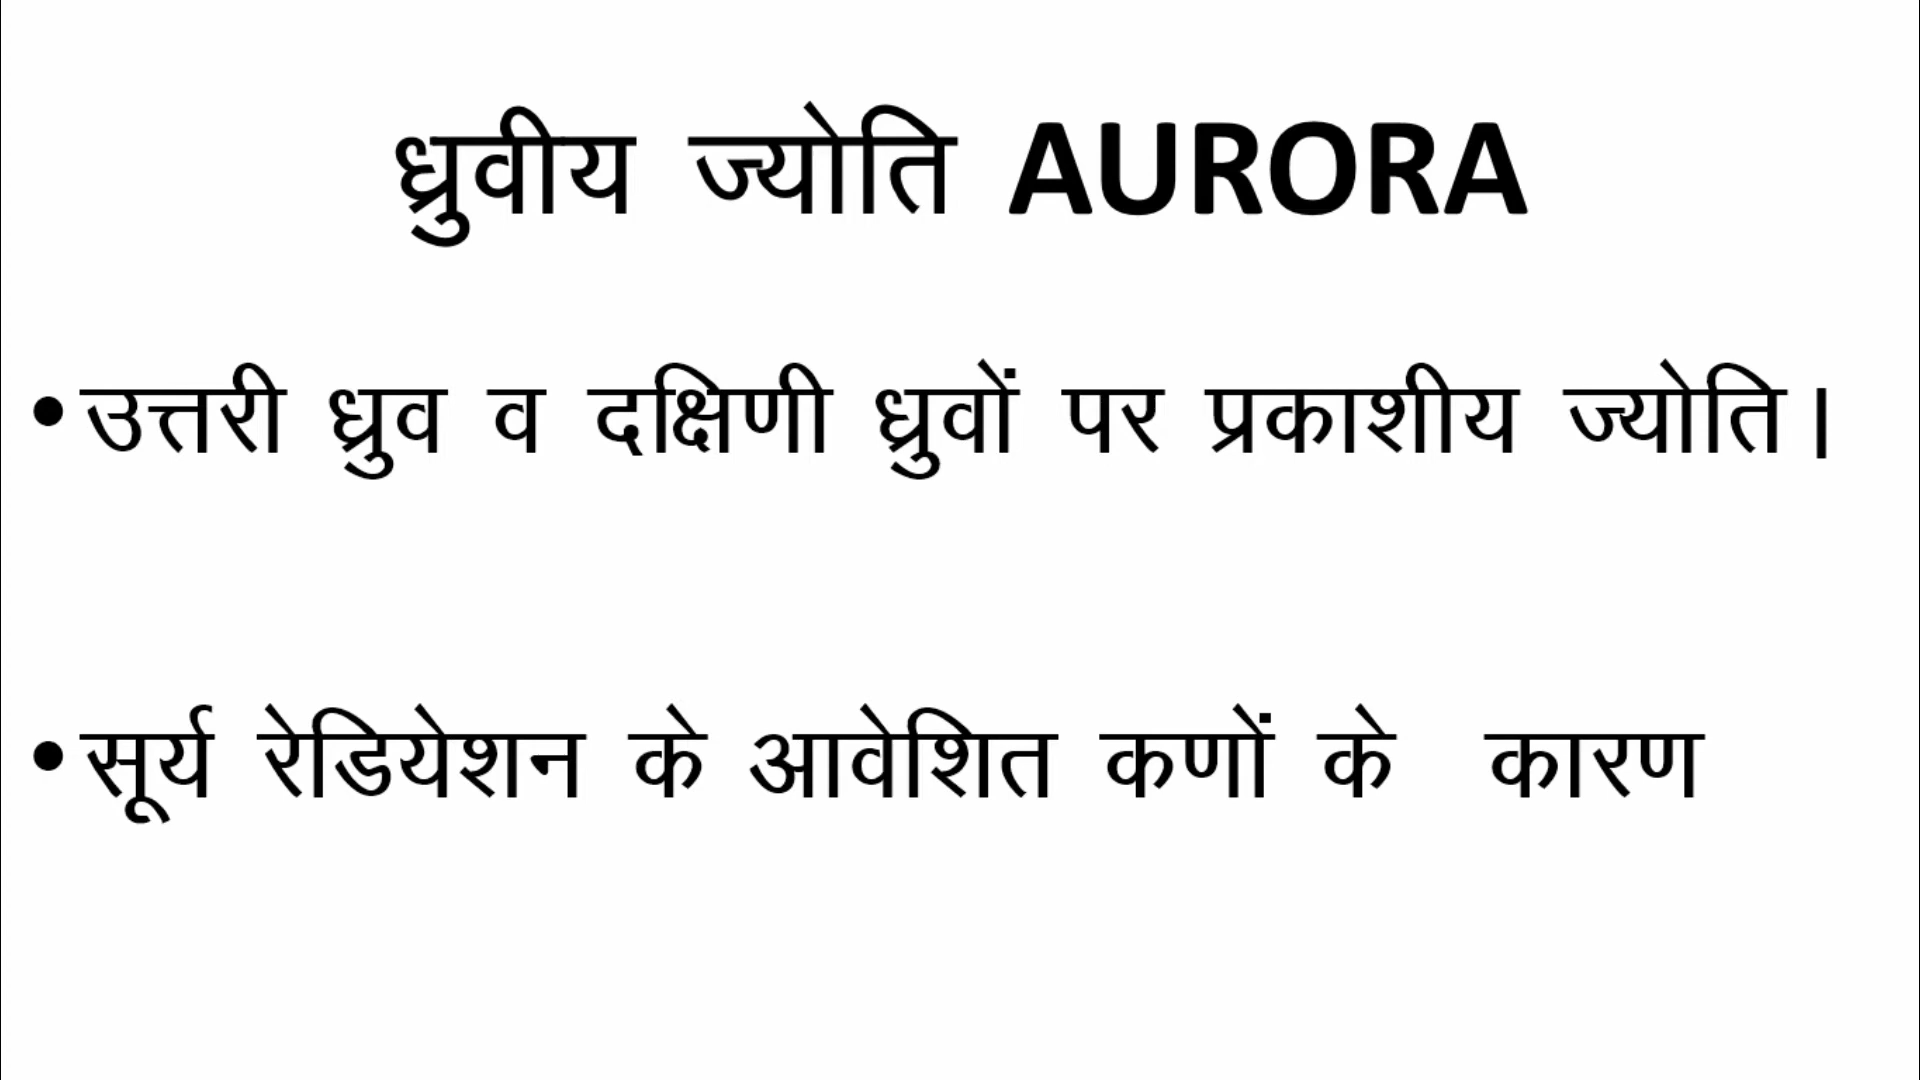 ध्रुवीय ज्योति AURORA
•उत्तरी ध्रुव व दक्षिणी ध्रुवों पर प्रकाशीय ज्योति।
•सूर्य रेडियेशन के आवेशित कणों के कारण